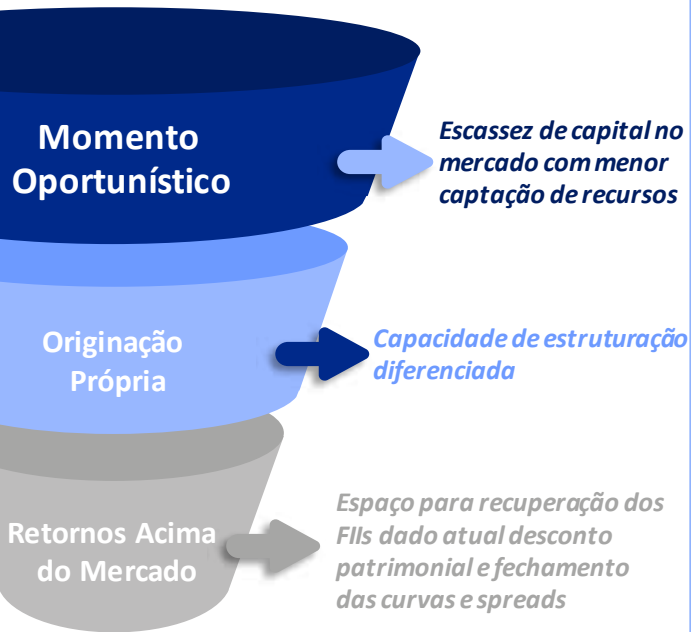 Momento
Oportunístico
Escassez de capital no
mercado com menor
captação de recursos
Originação
Própria
Capacidade de estruturação
diferenciada
Retornos Acima
do Mercado
Espaço para recuperação dos
FIIs dado atual desconto
patrimonial e fechamento
das curvas e spreads